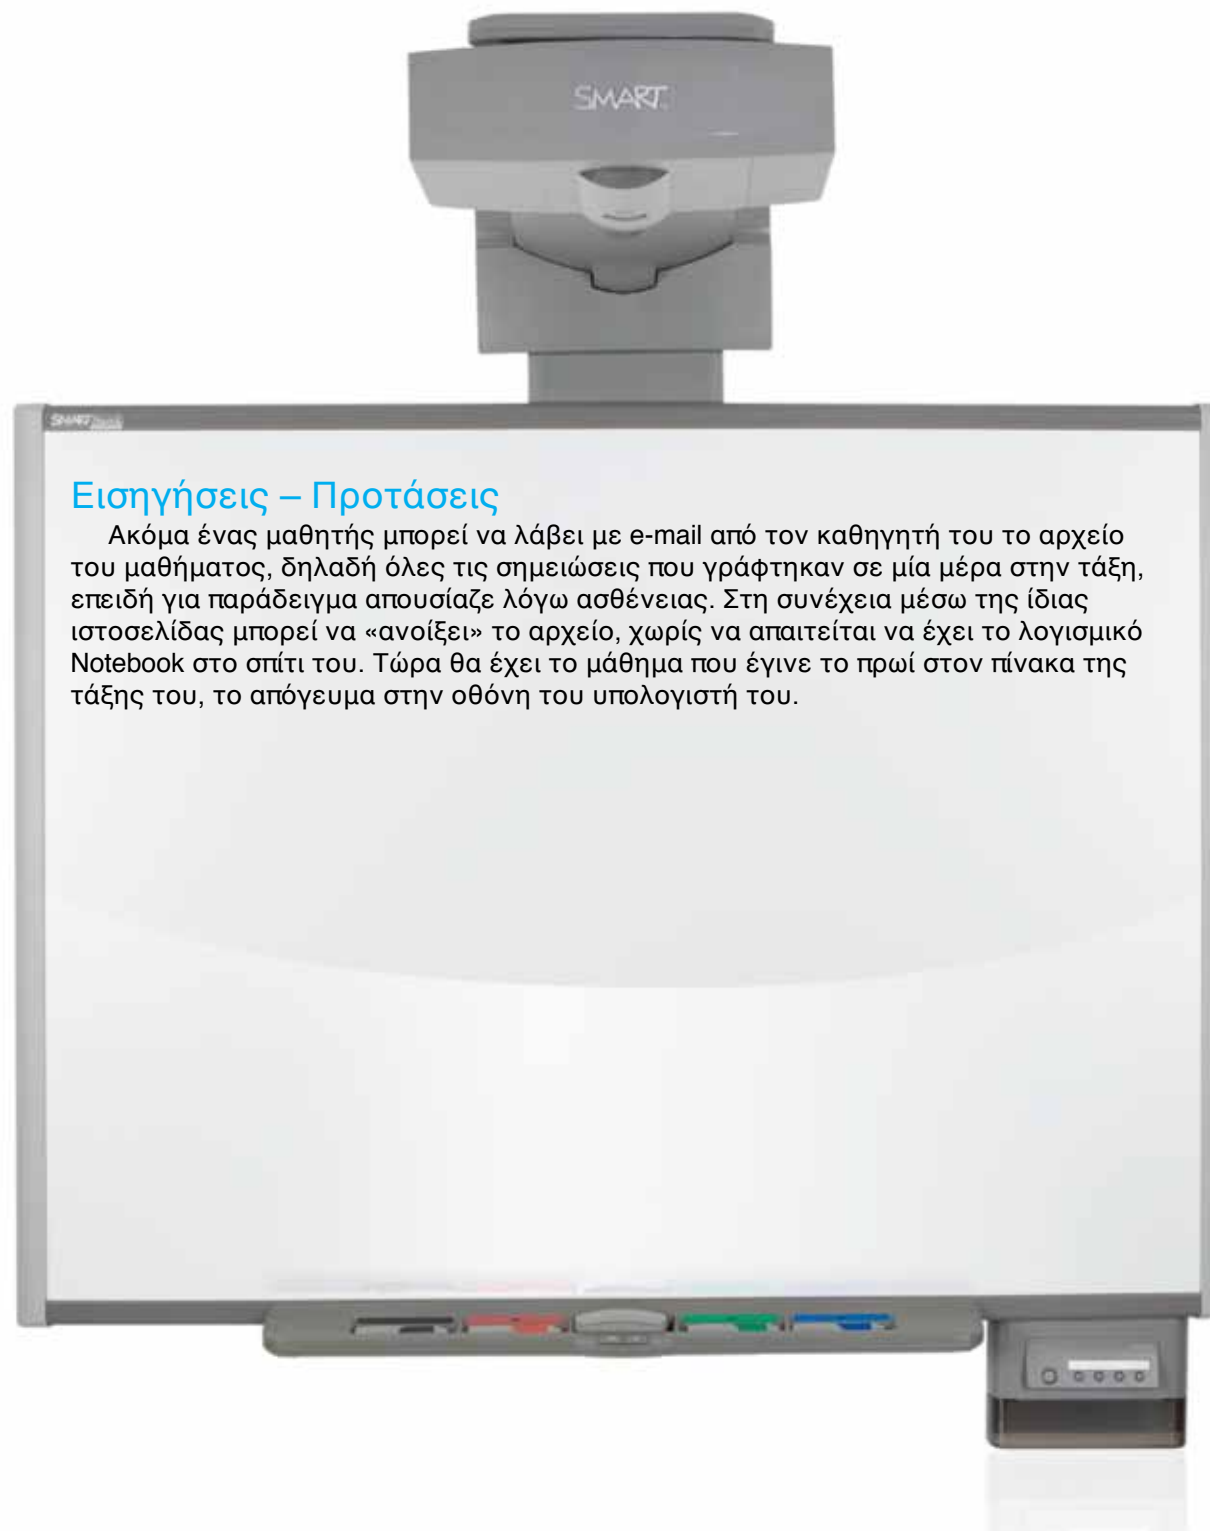 SMART
SMART
Εισηγήσεις – Προτάσεις
Ακόμα ένας μαθητής μπορεί να λάβει με e-mail από τον καθηγητή του το αρχείο
του μαθήματος, δηλαδή όλες τις σημειώσεις που γράφτηκαν σε μία μέρα στην τάξη,
επειδή για παράδειγμα απουσίαζε λόγω ασθένειας. Στη συνέχεια μέσω της ίδιας
ιστοσελίδας μπορεί να «ανοίξει» το αρχείο, χωρίς να απαιτείται να έχει το λογισμικό
Notebook στο σπίτι του. Τώρα θα έχει το μάθημα που έγινε το πρωί στον πίνακα της
τάξης του, το απόγευμα στην οθόνη του υπολογιστή του.